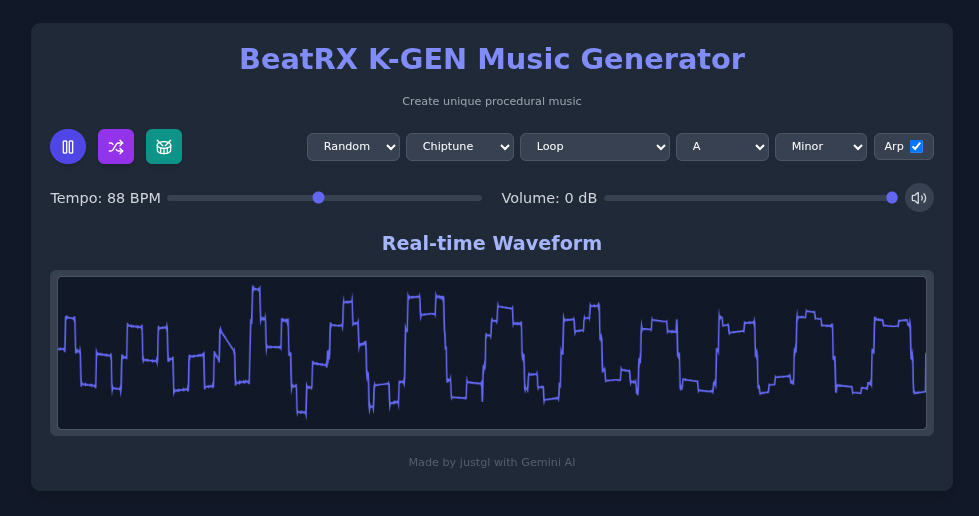 BeatRX K-GEN Music Generator
Create unique procedural music
Random Chiptune Loop A Minor Arp
Tempo: 88 BPM Volume: 0 dB
Real-time Waveform
Made by justgl with Gemini AI